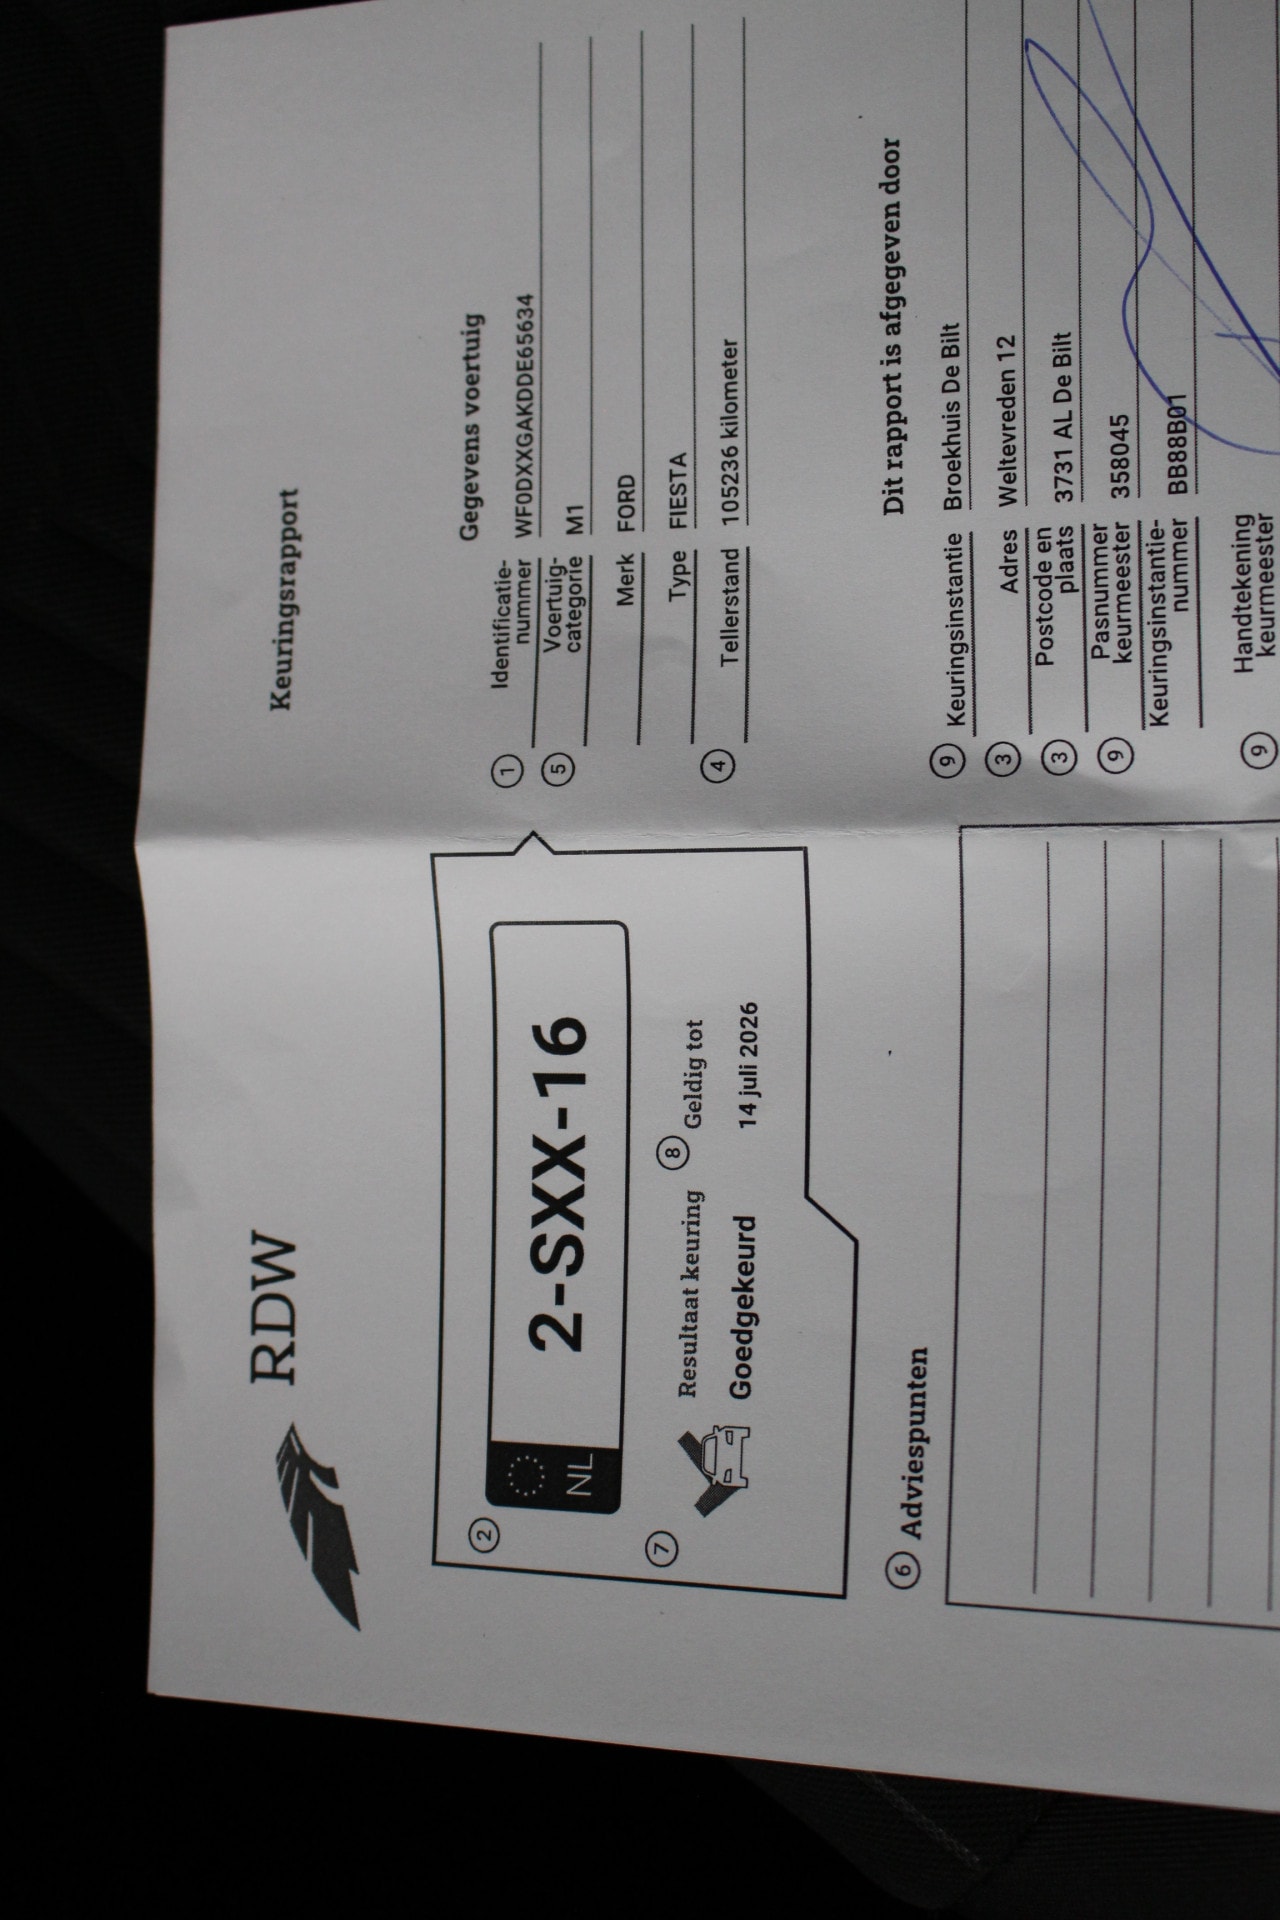 RDW
Keuringsrapport
2
NL
2-SXX-16
7
Resultaat keuring
Goedgekeurd
8
Geldig tot
14 juli 2026
Gegevens voertuig
1
Identificatie-
nummer
WF0DXXGAKDDE65634
5
Voertuig-
categorie
M1
Merk
FORD
Type
FIESTA
4
Tellerstand
105236 kilometer
6
Adviespunten
Dit rapport is afgegeven door
9
Keuringsinstantie
Broekhuis De Bilt
3
Adres
Weltevreden 12
3
Postcode en
plaats
3731 AL De Bilt
9
Pasnummer
keurmeester
358045
Keuringsinstantie-
nummer
BB88B01
9
Handtekening
keurmeester